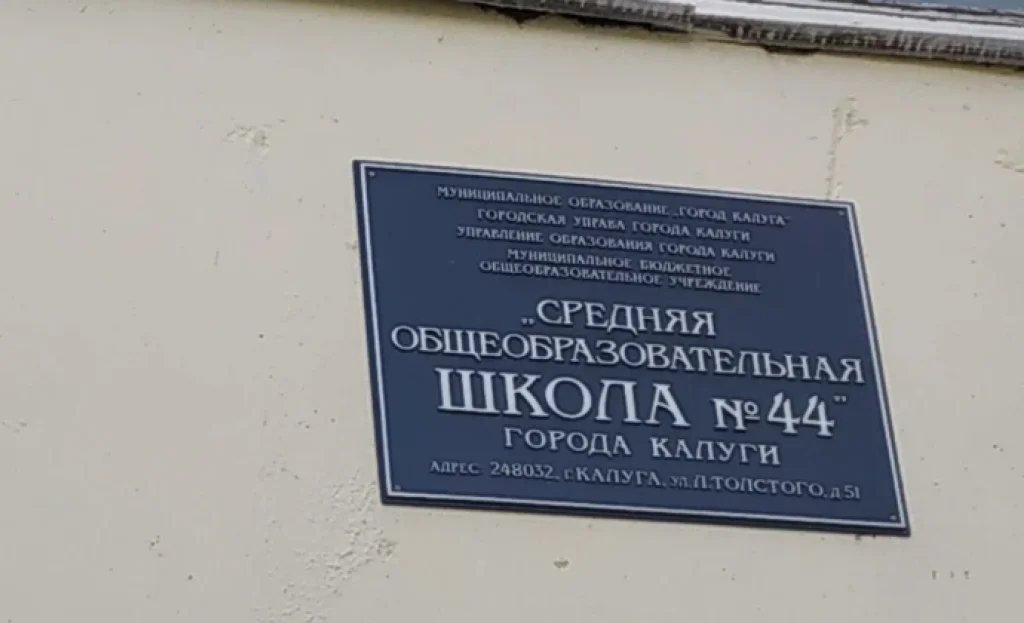 МУНИЦИПАЛЬНОЕ ОБРАЗОВАНИЕ „ГОРОД КАЛУГА"
ГОРОДСКАЯ УПРАВА ГОРОДА КАЛУГИ
УПРАВЛЕНИЕ ОБРАЗОВАНИЯ ГОРОДА КАЛУГИ
МУНИЦИПАЛЬНОЕ БЮДЖЕТНОЕ
ОБЩЕОБРАЗОВАТЕЛЬНОЕ УЧРЕЖДЕНИЕ
„СРЕДНЯЯ
ОБЩЕОБРАЗОВАТЕЛЬНАЯ
ШКОЛА №44"
ГОРОДА КАЛУГИ
АДРЕС 248032, г.КАЛУГА, ул.Л.ТОЛСТОГО, д 51